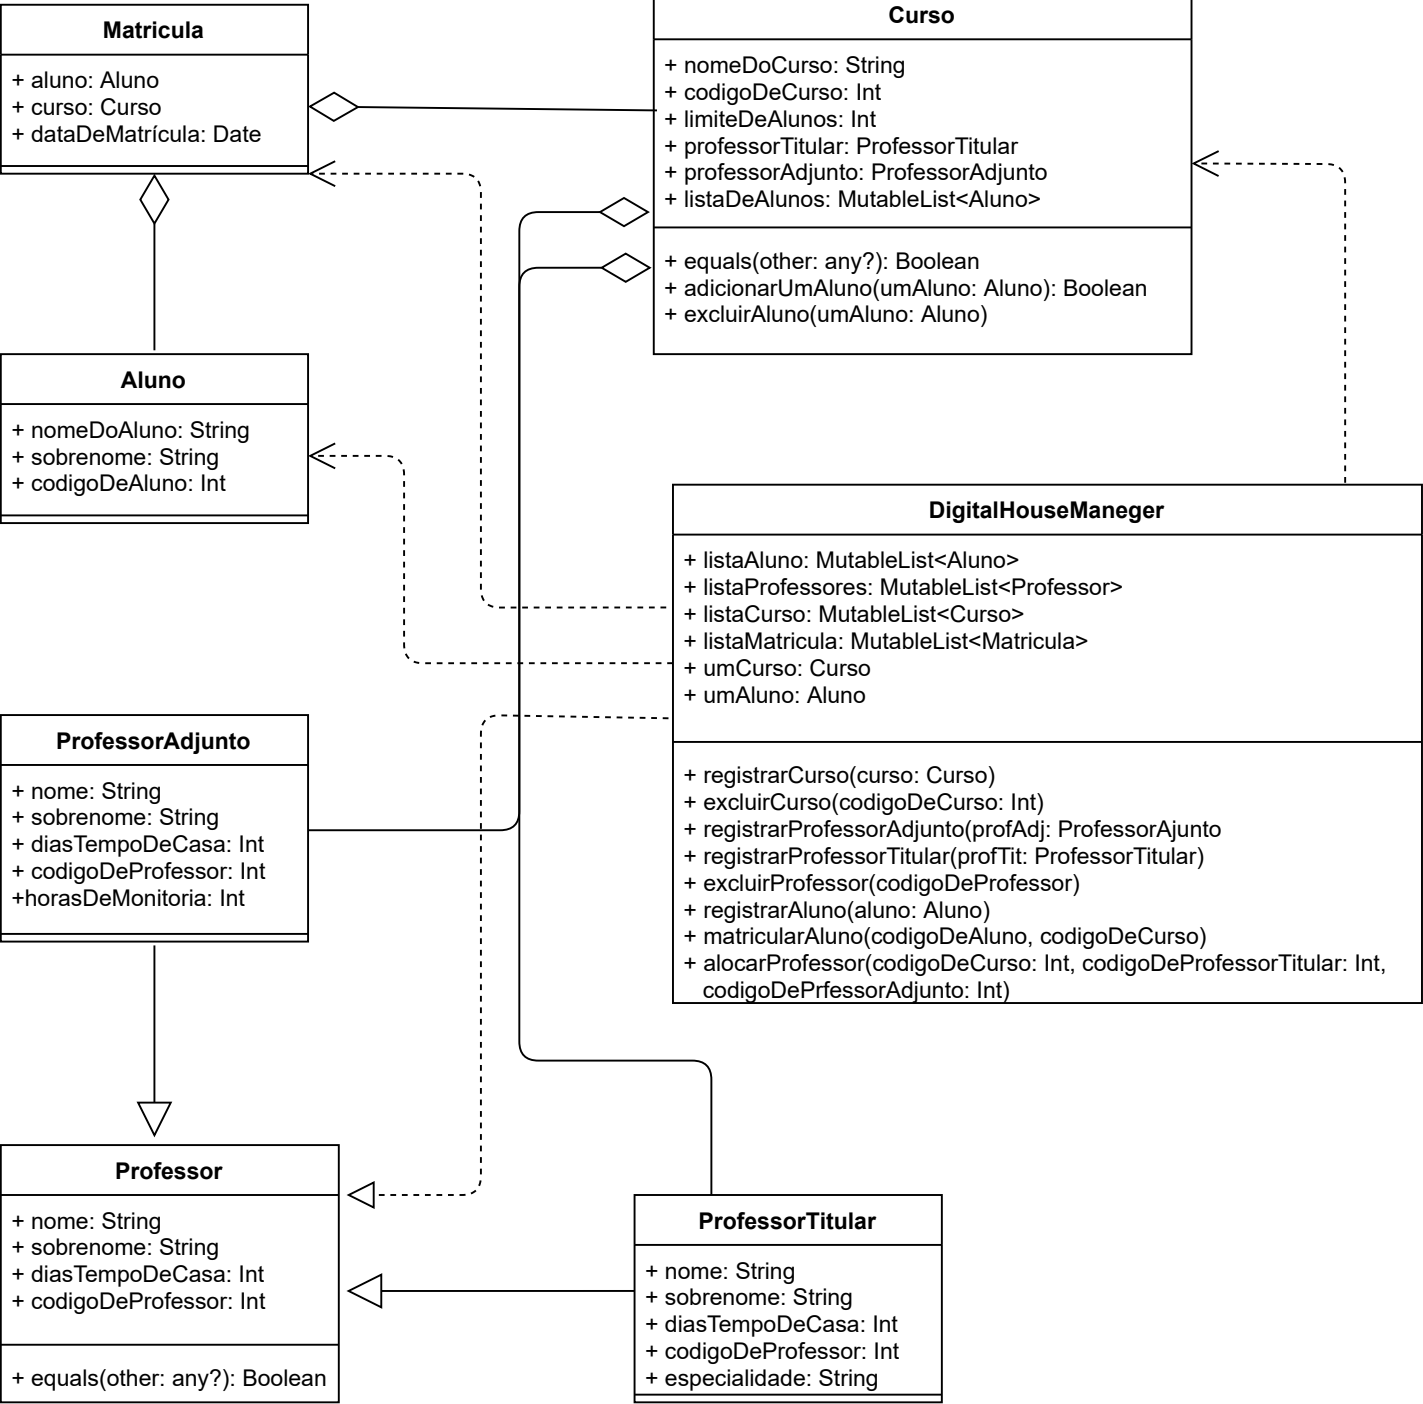 Matricula
+ aluno: Aluno
+ curso: Curso
+ dataDeMatrícula: Date
Curso
+ nomeDoCurso: String
+ codigoDeCurso: Int
+ limiteDeAlunos: Int
+ professorTitular: ProfessorTitular
+ professorAdjunto: ProfessorAdjunto
+ listaDeAlunos: MutableList<Aluno>
+ equals(other: any?): Boolean
+ adicionarUmAluno(umAluno: Aluno): Boolean
+ excluirAluno(umAluno: Aluno)
Aluno
+ nomeDoAluno: String
+ sobrenome: String
+ codigoDeAluno: Int
DigitalHouseManeger
+ listaAluno: MutableList<Aluno>
+ listaProfessores: MutableList<Professor>
+ listaCurso: MutableList<Curso>
+ listaMatricula: MutableList<Matricula>
+ umCurso: Curso
+ umAluno: Aluno
+ registrarCurso(curso: Curso)
+ excluirCurso(codigoDeCurso: Int)
+ registrarProfessorAdjunto(profAdj: ProfessorAjunto
+ registrarProfessorTitular(profTit: ProfessorTitular)
+ excluirProfessor(codigoDeProfessor)
+ registrarAluno(aluno: Aluno)
+ matricularAluno(codigoDeAluno, codigoDeCurso)
+ alocarProfessor(codigoDeCurso: Int, codigoDeProfessorTitular: Int,
codigoDePrfessorAdjunto: Int)
ProfessorAdjunto
+ nome: String
+ sobrenome: String
+ diasTempoDeCasa: Int
+ codigoDeProfessor: Int
+horasDeMonitoria: Int
Professor
+ nome: String
+ sobrenome: String
+ diasTempoDeCasa: Int
+ codigoDeProfessor: Int
+ equals(other: any?): Boolean
ProfessorTitular
+ nome: String
+ sobrenome: String
+ diasTempoDeCasa: Int
+ codigoDeProfessor: Int
+ especialidade: String